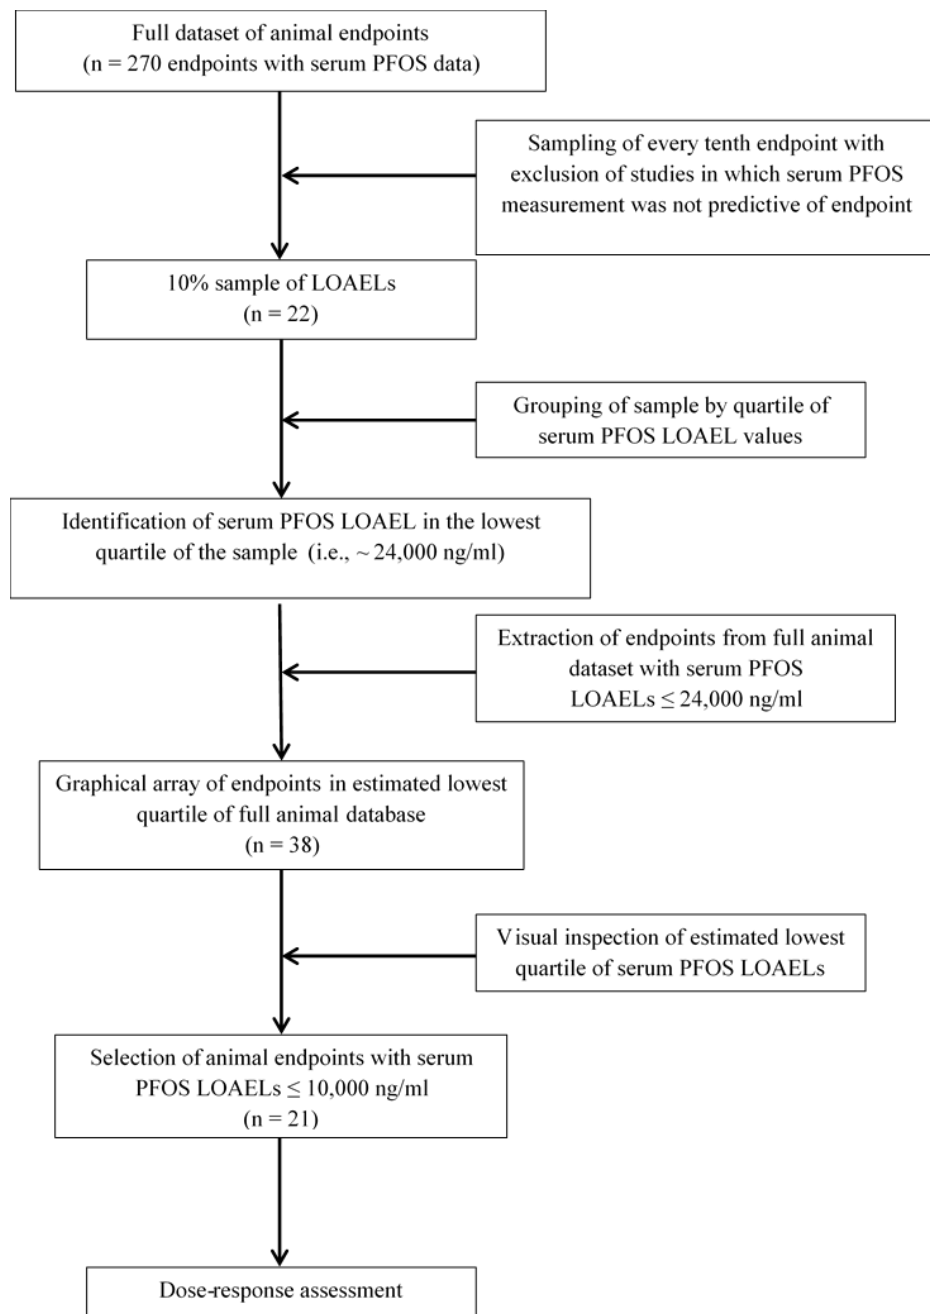 Full dataset of animal endpoints
(n = 270 endpoints with serum PFOS data)
Sampling of every tenth endpoint with
exclusion of studies in which serum PFOS
measurement was not predictive of endpoint
10% sample of LOAELs
(n = 22)
Grouping of sample by quartile of
serum PFOS LOAEL values
Identification of serum PFOS LOAEL in the lowest
quartile of the sample (i.e., ~ 24,000 ng/ml)
Extraction of endpoints from full animal
dataset with serum PFOS
LOAELs ≤ 24,000 ng/ml
Graphical array of endpoints in estimated lowest
quartile of full animal database
(n = 38)
Visual inspection of estimated lowest
quartile of serum PFOS LOAELs
Selection of animal endpoints with serum
PFOS LOAELs ≤ 10,000 ng/ml
(n = 21)
Dose-response assessment